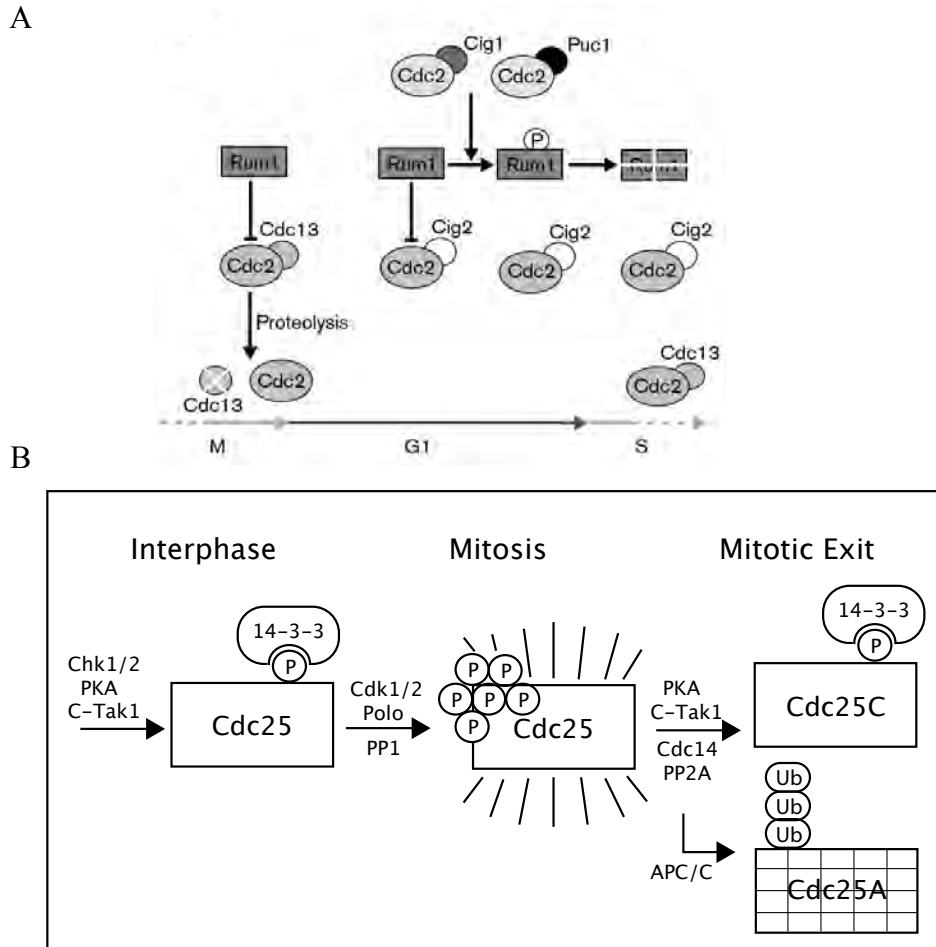 A
Cig1
Puc1
Cdc2
Cdc2
P
Rum1
Rum1
Rum1
Rum1
Cdc13
Cig2
Cig2
Cig2
Cdc2
Cdc2
Cdc2
Cdc2
Proteolysis
Cdc13
Cdc2
Cdc13
Cdc2
M
G1
S
B
Interphase
Mitosis
Mitotic Exit
Chk1/2
PKA
C-Tak1
14-3-3
P
Cdc25
Cdk1/2
Polo
PP1
P P
P P P
P
Cdc25
PKA
C-Tak1
Cdc14
PP2A
14-3-3
P
Cdc25C
APC/C
Ub
Ub
Ub
Cdc25A